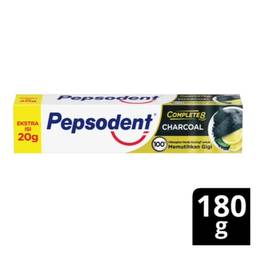 EKSTRA
ISI
20g
Pepsodent
COMPLETE 8
CHARCOAL
100
Memutihkan Gigi
180
g